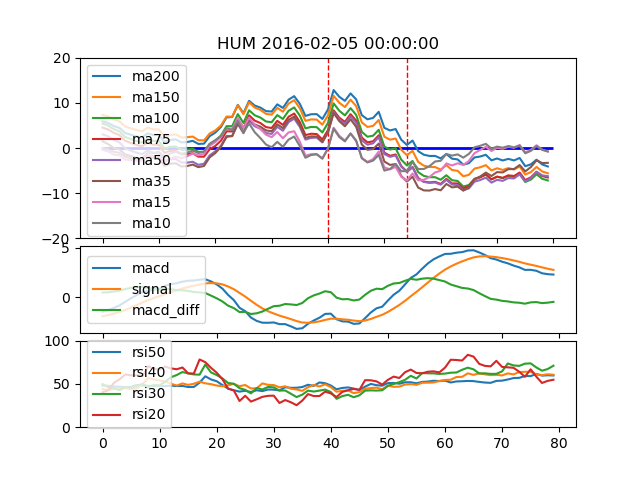 HUM 2016-02-05 00:00:00
20
10
0
−10
−20
ma200
ma150
ma100
ma75
ma50
ma35
ma15
ma10
5
0
macd
signal
macd_diff
100
50
0
rsi50
rsi40
rsi30
rsi20
0 10 20 30 40 50 60 70 80